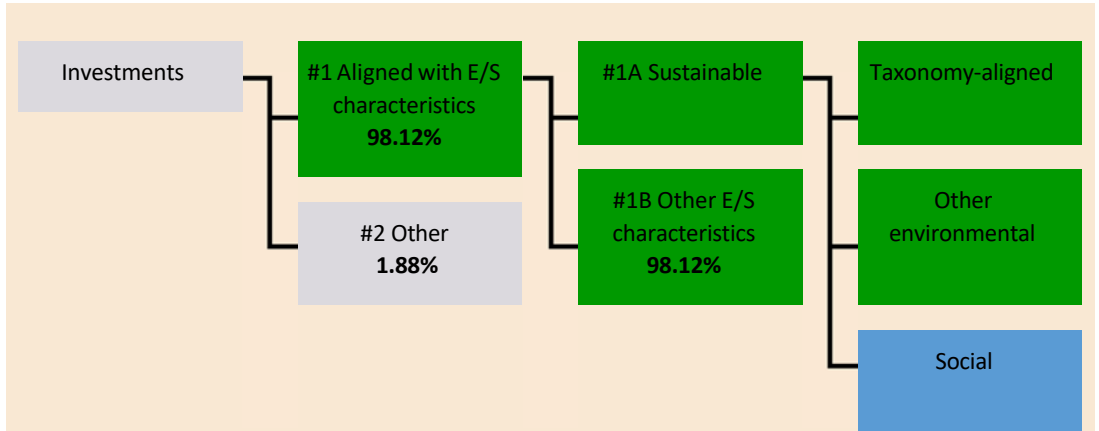 Investments
#1 Aligned with E/S
characteristics
98.12%
#2 Other
1.88%
#1A Sustainable
#1B Other E/S
characteristics
98.12%
Taxonomy-aligned
Other
environmental
Social